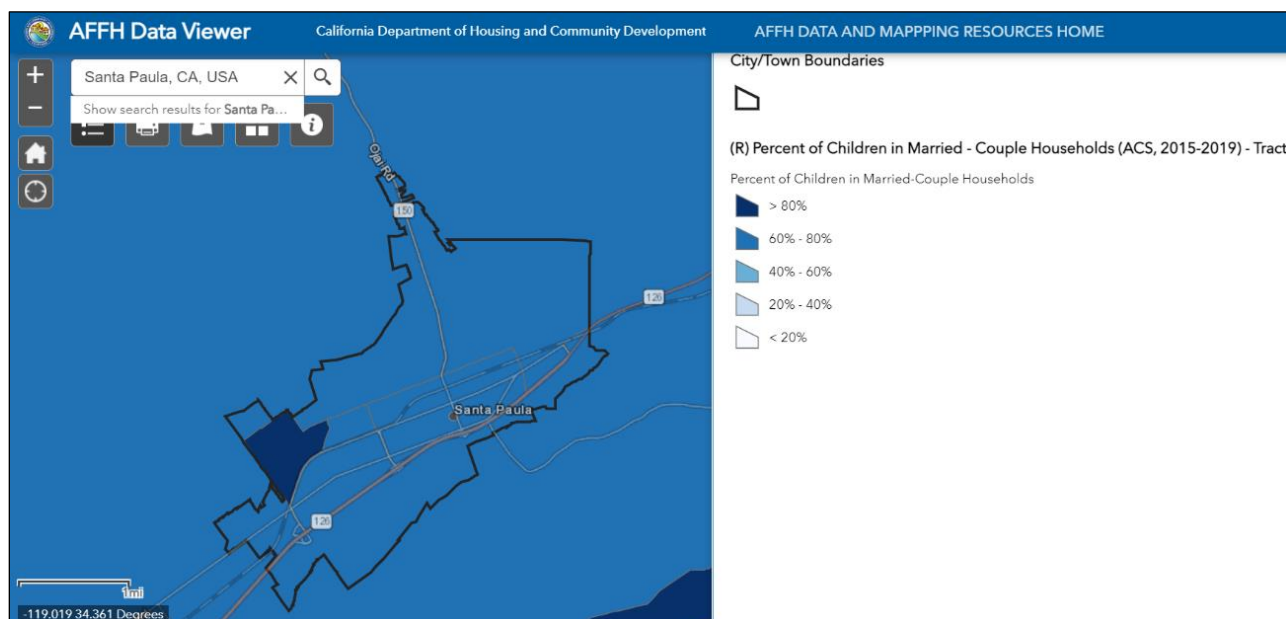 AFFH Data Viewer
California Department of Housing and Community Development
AFFH DATA AND MAPPPING RESOURCES HOME
+
Santa Paula, CA, USA
Show search results for Santa Pa...
−
Ojai Rd
150
126
Santa Paula
126
1mi
-119.019 34.361 Degrees
City/Town Boundaries
(R) Percent of Children in Married - Couple Households (ACS, 2015-2019) - Tract
Percent of Children in Married-Couple Households
> 80%
60% - 80%
40% - 60%
20% - 40%
< 20%